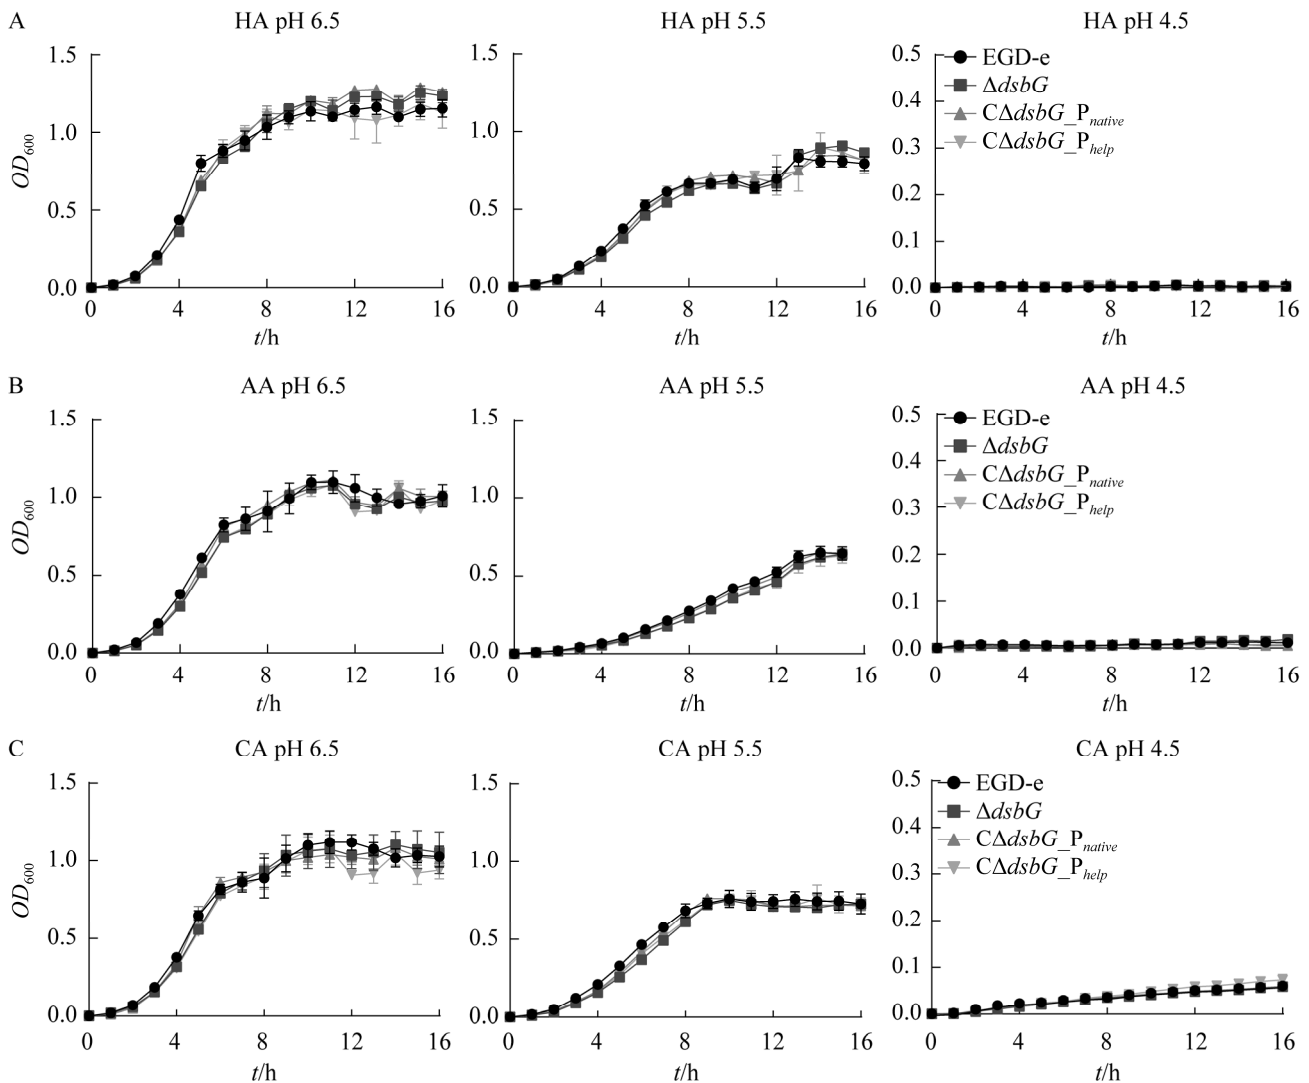 A
HA pH 6.5
HA pH 5.5
HA pH 4.5
OD600
1.5
1.0
0.5
0.0
0 4 8 12 16
t/h
1.5
1.0
0.5
0.0
0 4 8 12 16
t/h
0.5
0.4
0.3
0.2
0.1
0.0
0 4 8 12 16
t/h
EGD-e
ΔdsbG
CΔdsbG_Pnative
CΔdsbG_Phelp
B
AA pH 6.5
AA pH 5.5
AA pH 4.5
OD600
1.5
1.0
0.5
0.0
0 4 8 12 16
t/h
1.5
1.0
0.5
0.0
0 4 8 12 16
t/h
0.5
0.4
0.3
0.2
0.1
0.0
0 4 8 12 16
t/h
EGD-e
ΔdsbG
CΔdsbG_Pnative
CΔdsbG_Phelp
C
CA pH 6.5
CA pH 5.5
CA pH 4.5
OD600
1.5
1.0
0.5
0.0
0 4 8 12 16
t/h
1.5
1.0
0.5
0.0
0 4 8 12 16
t/h
0.5
0.4
0.3
0.2
0.1
0.0
0 4 8 12 16
t/h
EGD-e
ΔdsbG
CΔdsbG_Pnative
CΔdsbG_Phelp